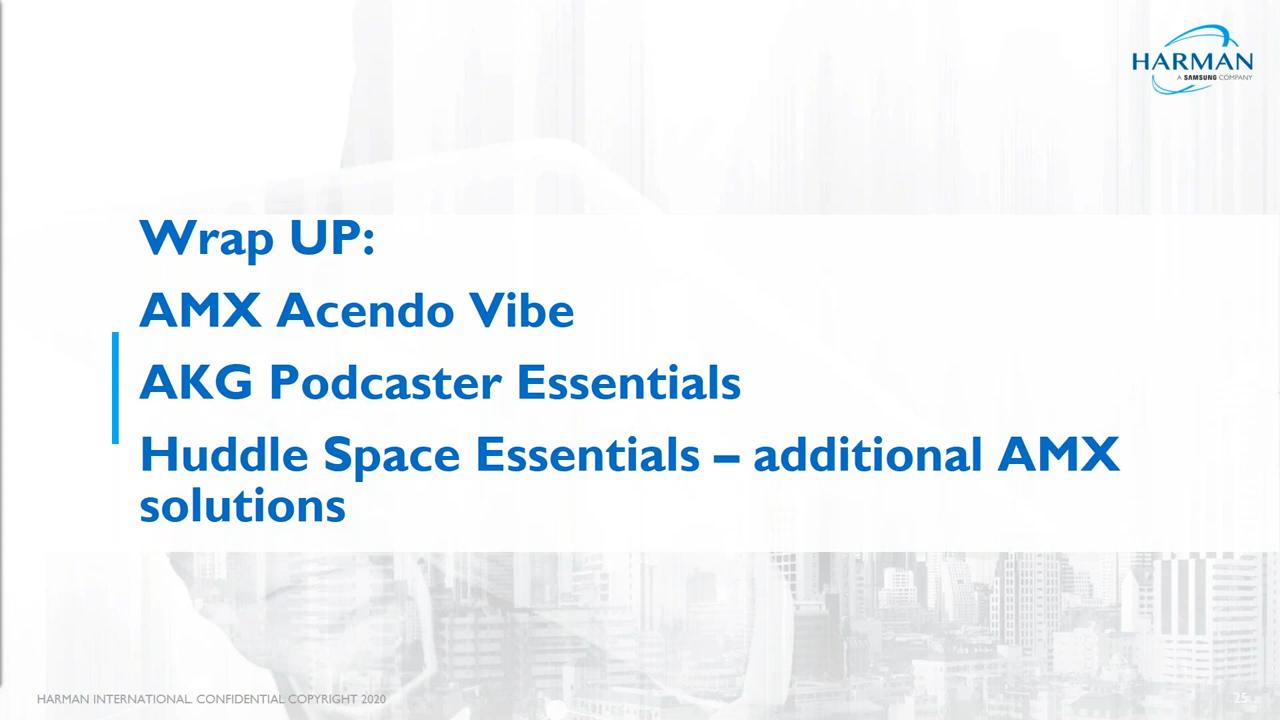 HARMAN
A SAMSUNG COMPANY
Wrap UP:
AMX Acendo Vibe
AKG Podcaster Essentials
Huddle Space Essentials – additional AMX
solutions
HARMAN INTERNATIONAL. CONFIDENTIAL COPYRIGHT 2020
25